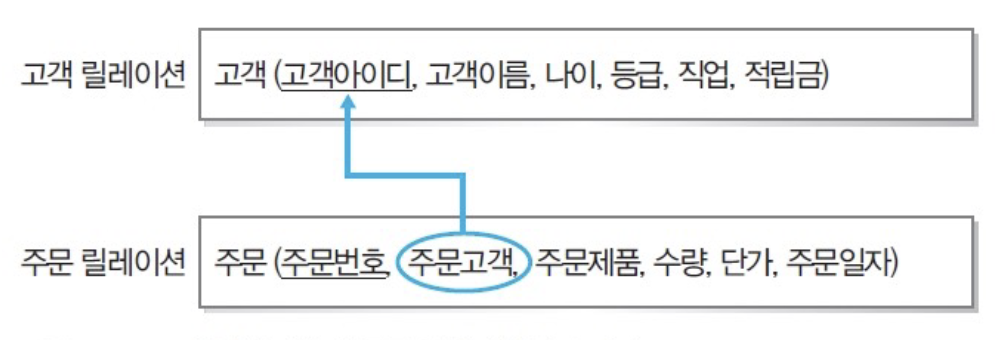 고객 릴레이션 고객 (고객아이디, 고객이름, 나이, 등급, 직업, 적립금)
주문 릴레이션 주문 (주문번호, 주문고객, 주문제품, 수량, 단가, 주문일자)